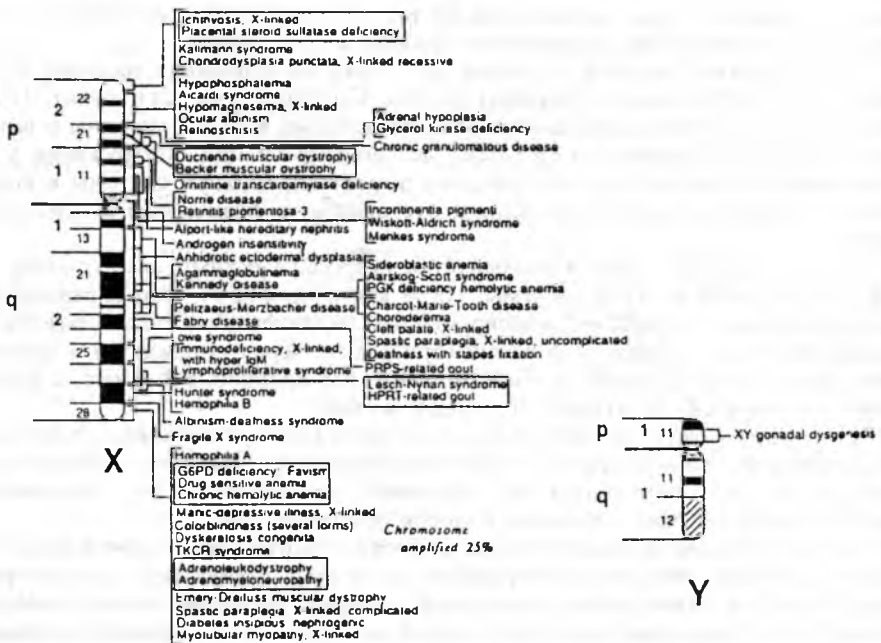 Ichthyosis, X-linked
Placental steroid sulfatase deficiency
Kallmann syndrome
Chondrodysplasia punctata, X-linked recessive
Hypophosphatemia
Aicardi syndrome
Hypomagnesemia, X-linked
Ocular albinism
Retinoschisis
Adrenal hypoplasia
Glycerol kinase deficiency
Chronic granulomatous disease
Duchenne muscular dystrophy
Becker muscular dystrophy
Ornithine transcarbamylase deficiency
Norrie disease
Retinitis pigmentosa-3
Incontinentia pigmenti
Wiskott-Aldrich syndrome
Menkes syndrome
Alport-like hereditary nephritis
Androgen insensitivity
Anhidrotic ectodermal dysplasia
Agammaglobulinemia
Kennedy disease
Sideroblastic anemia
Aarskog-Scott syndrome
PGK deficiency hemolytic anemia
Pelizaeus-Merzbacher disease
Fabry disease
Charcot-Marie-Tooth disease
Choroideremia
Cleft palate, X-linked
Spastic paraplegia, X-linked, uncomplicated
Deafness with stapes fixation
Lowe syndrome
Immunodeficiency, X-linked,
with hyper IgM
Lymphoproliferative syndrome
PRPS-related gout
Lesch-Nyhan syndrome
HPRT-related gout
Hunter syndrome
Hemophilia B
Albinism-deafness syndrome
Fragile X syndrome
Hemophilia A
G6PD deficiency: Favism
Drug sensitive anemia
Chronic hemolytic anemia
Manic-depressive illness, X-linked
Colorblindness (several forms)
Dyskeratosis congenita
TKCR syndrome
Adrenoleukodystrophy
Adrenomyeloneuropathy
Emery-Dreifuss muscular dystrophy
Spastic paraplegia X-linked complicated
Diabetes insipidus nephrogenic
Myotubular myopathy, X-linked
p
2
22
21
1
11
q
1
13
21
2
25
28
X
Chromosome
amplified 25%
p 1 11
XY gonadal dysgenesis
11
q 1
12
Y